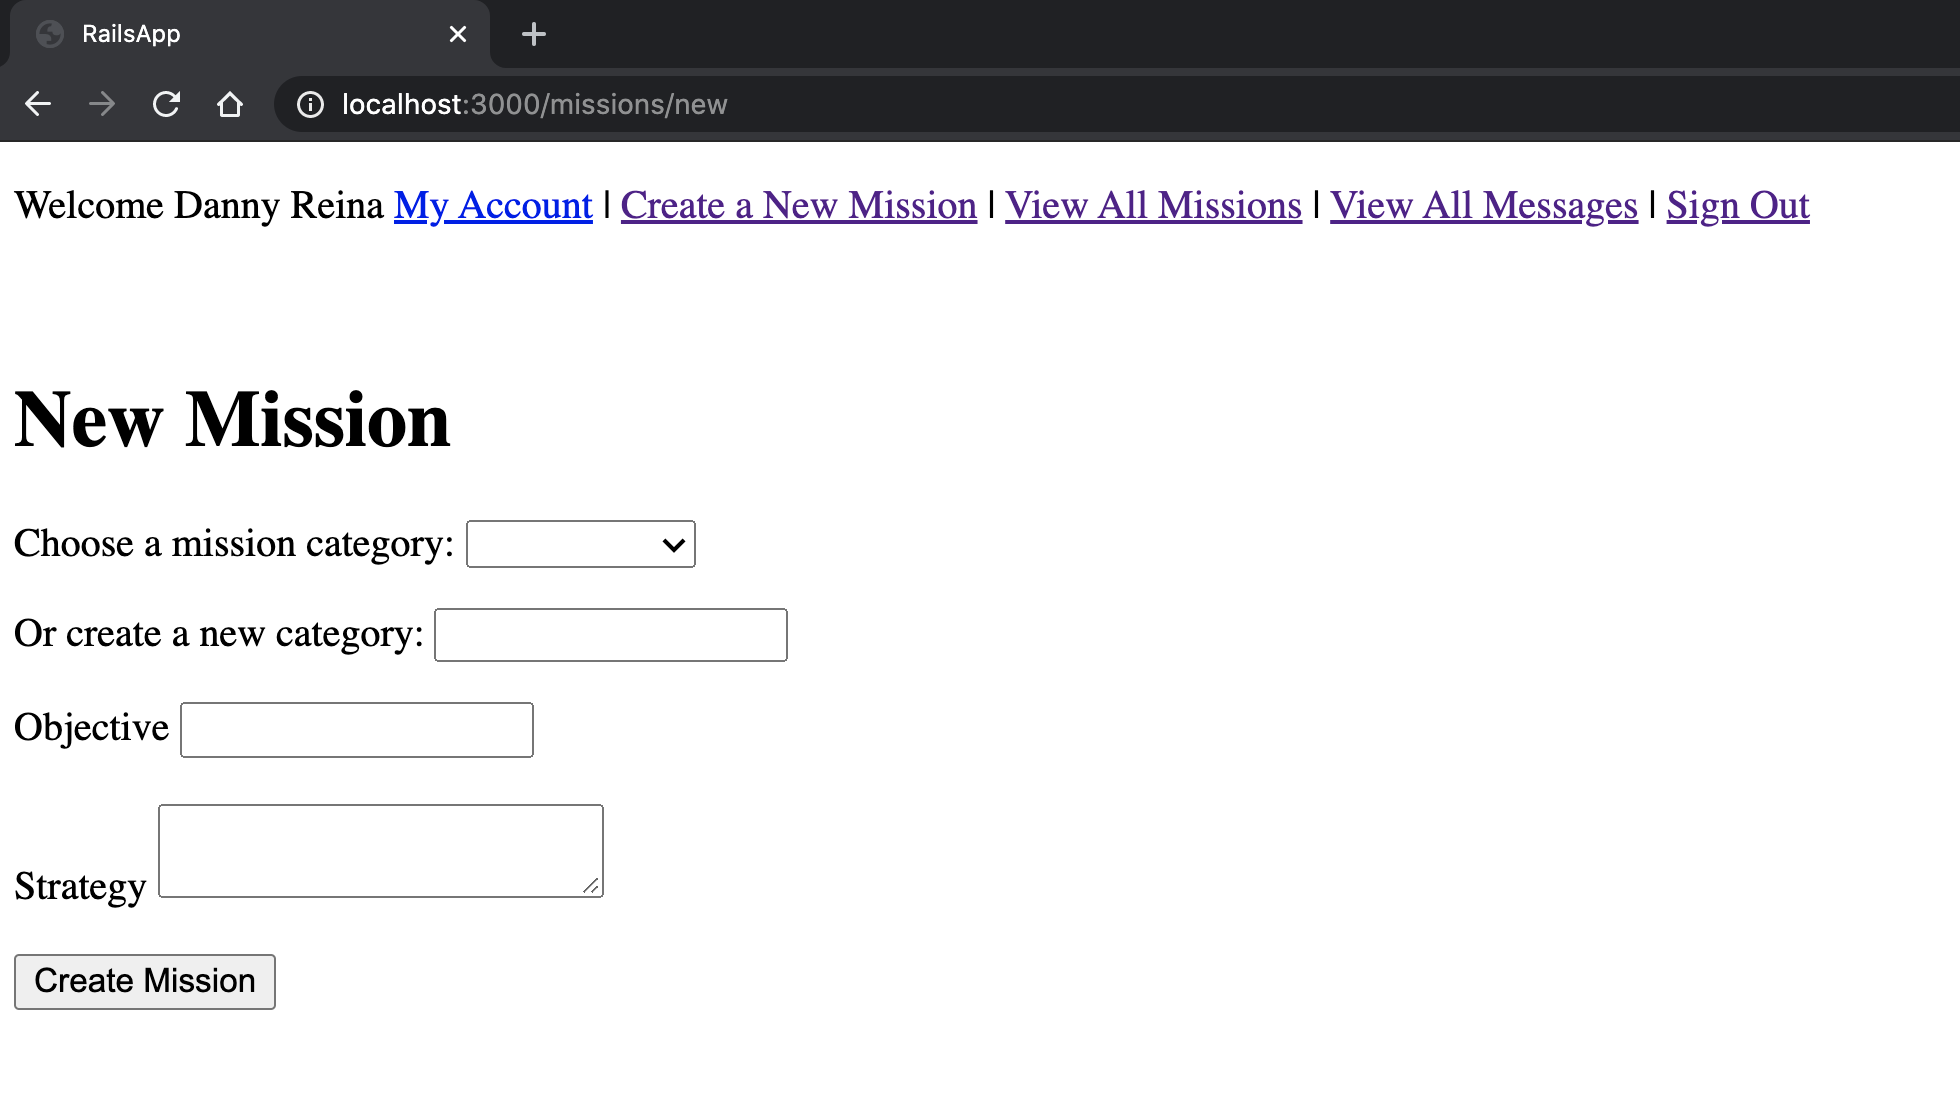 RailsApp
localhost:3000/missions/new
Welcome Danny Reina My Account | Create a New Mission | View All Missions | View All Messages | Sign Out
New Mission
Choose a mission category:
Or create a new category:
Objective
Strategy
Create Mission